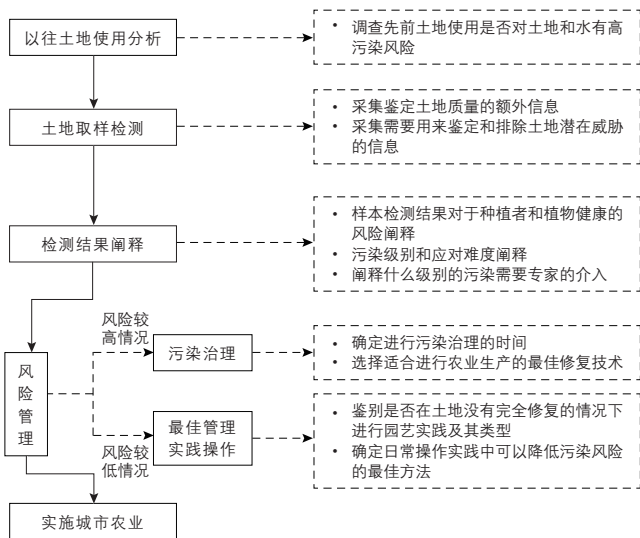 以往土地使用分析
• 调查先前土地使用是否对土地和水有高
污染风险
土地取样检测
• 采集鉴定土地质量的额外信息
• 采集需要用来鉴定和排除土地潜在威胁
的信息
检测结果阐释
• 样本检测结果对于种植者和植物健康的
风险阐释
• 污染级别和应对难度阐释
• 阐释什么级别的污染需要专家的介入
风险管理
风险较
高情况
污染治理
• 确定进行污染治理的时间
• 选择适合进行农业生产的最佳修复技术
风险较
低情况
最佳管理
实践操作
• 鉴别是否在土地没有完全修复的情况下
进行园艺实践及其类型
• 确定日常操作实践中可以降低污染风险
的最佳方法
实施城市农业